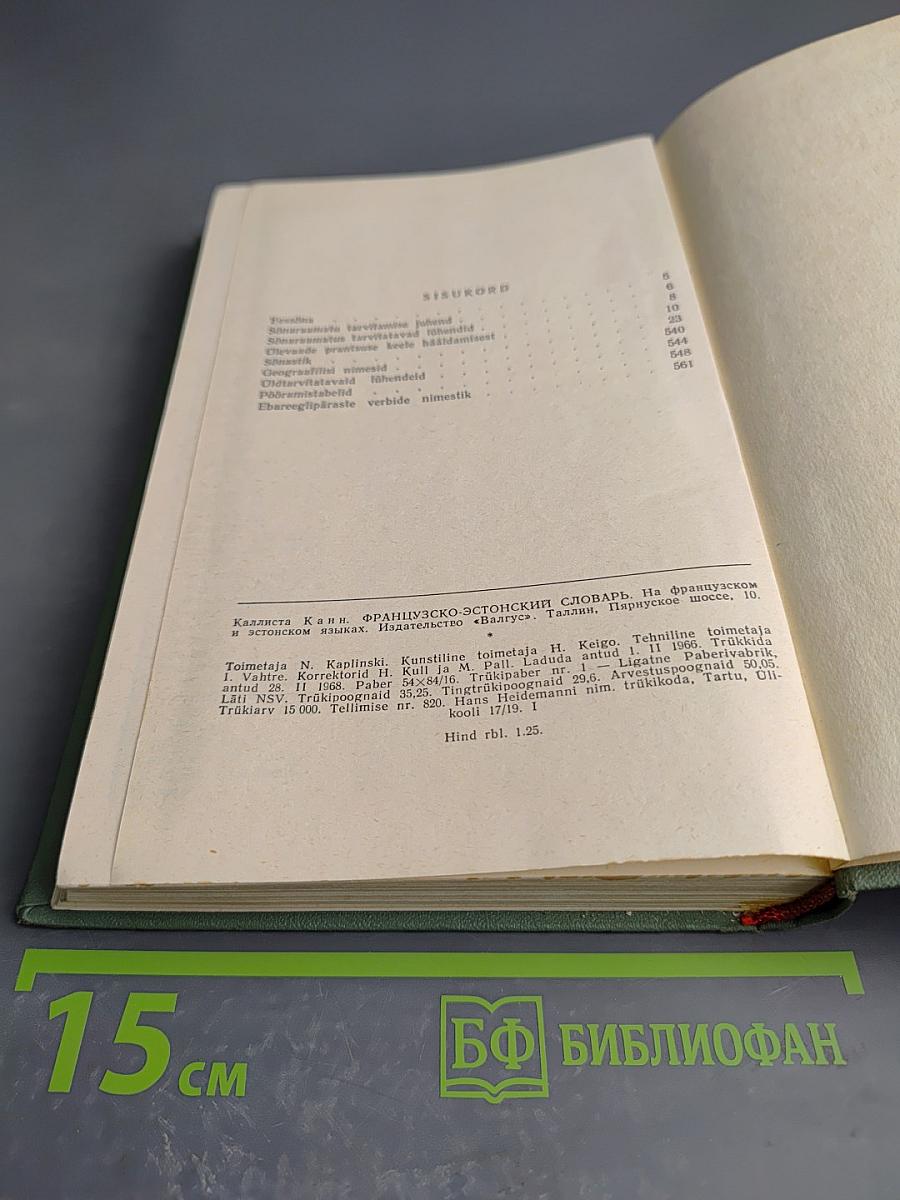 SISUKORD
Eessõna . . . . . . 5
Sõnaraamatu tarvitamise juhend . . . . . . 6
Sõnaraamatus tarvitatavad lühendid . . . . . . 8
Ülevaade prantsuse keele hääldamisest . . . . . . 10
Sõnastik . . . . . . 23
Geograafilisi nimesid . . . . . . 540
Üldtarvitatavaid lühendeid . . . . . . 544
Pööramistabelid . . . . . . 548
Ebareeglipäraste verbide nimestik . . . . . . 561
Каллиста Канн. ФРАНЦУЗСКО-ЭСТОНСКИЙ СЛОВАРЬ. На французском
и эстонском языках. Издательство «Валгус». Таллин, Пярнуское шоссе, 10.
*
Toimetaja N. Kaplinski. Kunstiline toimetaja H. Keigo. Tehniline toimetaja
I. Vahtre. Korrektorid H. Kull ja M. Pall. Laduda antud 1. II 1966. Trükkida
antud 28. II 1968. Paber 54×84/16. Trükipaber nr. 1 — Ligatne Paberivabrik,
Läti NSV. Trükipoognaid 35,25. Tingtrükipoognaid 29,6. Arvestuspoognaid 50,05.
Trükiarv 15 000. Tellimise nr. 820. Hans Heidemanni nim. trükikoda, Tartu, Üli-
kooli 17/19. I
Hind rbl. 1.25.
15 см
БФ БИБЛИОФАН